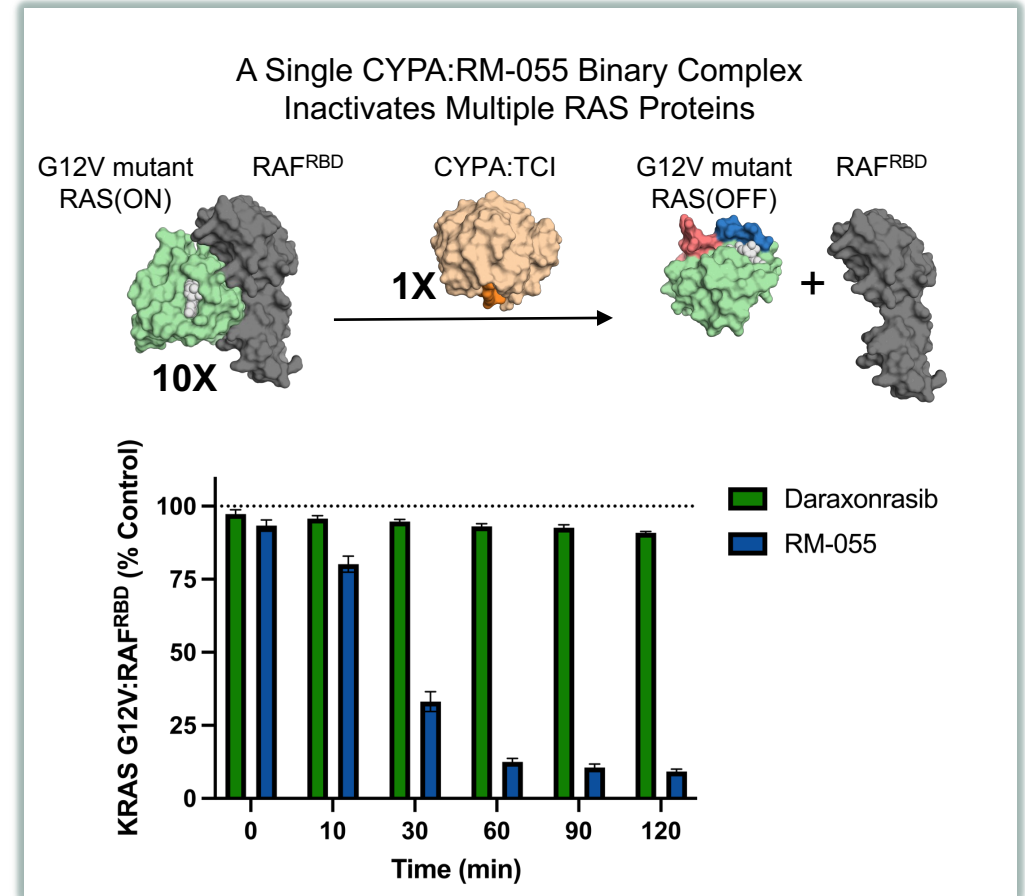 A Single CYPA:RM-055 Binary Complex
Inactivates Multiple RAS Proteins
G12V mutant
RAS(ON)
RAF^RBD
CYPA:TCI
G12V mutant
RAS(OFF)
RAF^RBD
10X
1X
+
KRAS G12V:RAF^RBD (% Control)
100
75
50
25
0
0 10 30 60 90 120
Time (min)
Daraxonrasib
RM-055